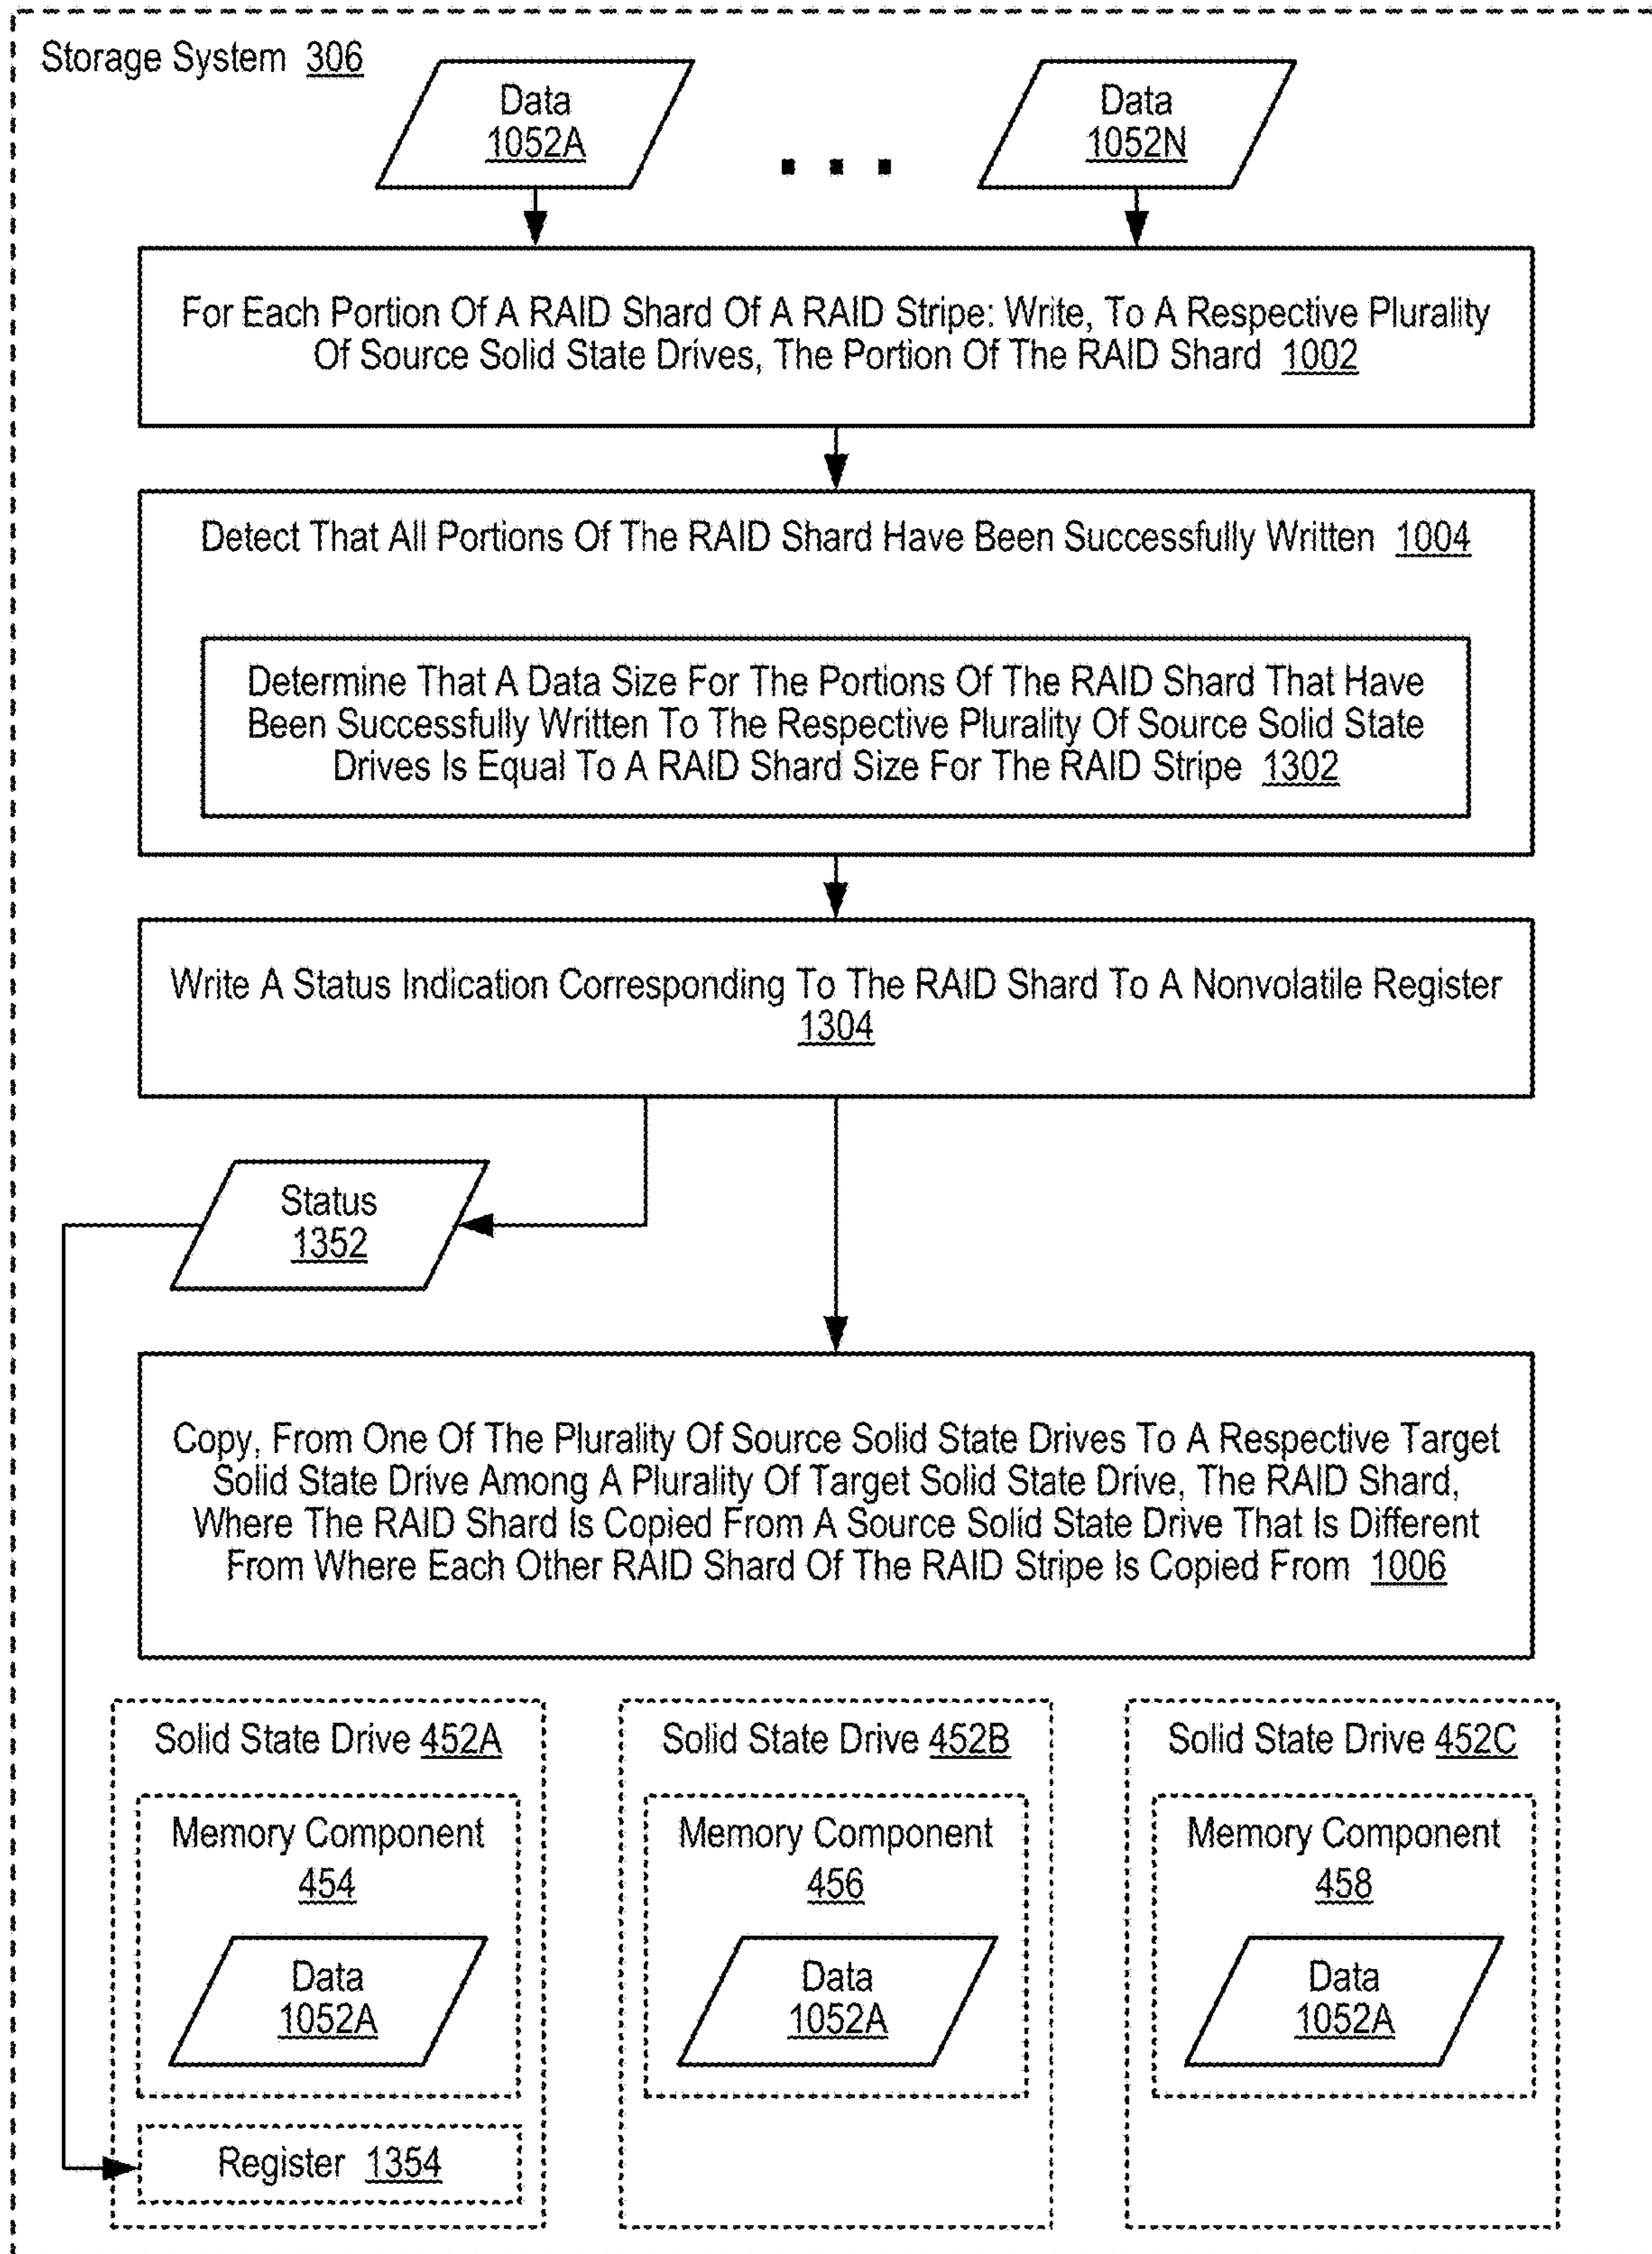 Storage System 306
Data
1052A
Data
1052N
For Each Portion Of A RAID Shard Of A RAID Stripe: Write, To A Respective Plurality
Of Source Solid State Drives, The Portion Of The RAID Shard 1002
Detect That All Portions Of The RAID Shard Have Been Successfully Written 1004
Determine That A Data Size For The Portions Of The RAID Shard That Have
Been Successfully Written To The Respective Plurality Of Source Solid State
Drives Is Equal To A RAID Shard Size For The RAID Stripe 1302
Write A Status Indication Corresponding To The RAID Shard To A Nonvolatile Register
1304
Status
1352
Copy, From One Of The Plurality Of Source Solid State Drives To A Respective Target
Solid State Drive Among A Plurality Of Target Solid State Drive, The RAID Shard,
Where The RAID Shard Is Copied From A Source Solid State Drive That Is Different
From Where Each Other RAID Shard Of The RAID Stripe Is Copied From 1006
Solid State Drive 452A
Memory Component
454
Data
1052A
Register 1354
Solid State Drive 452B
Memory Component
456
Data
1052A
Solid State Drive 452C
Memory Component
458
Data
1052A